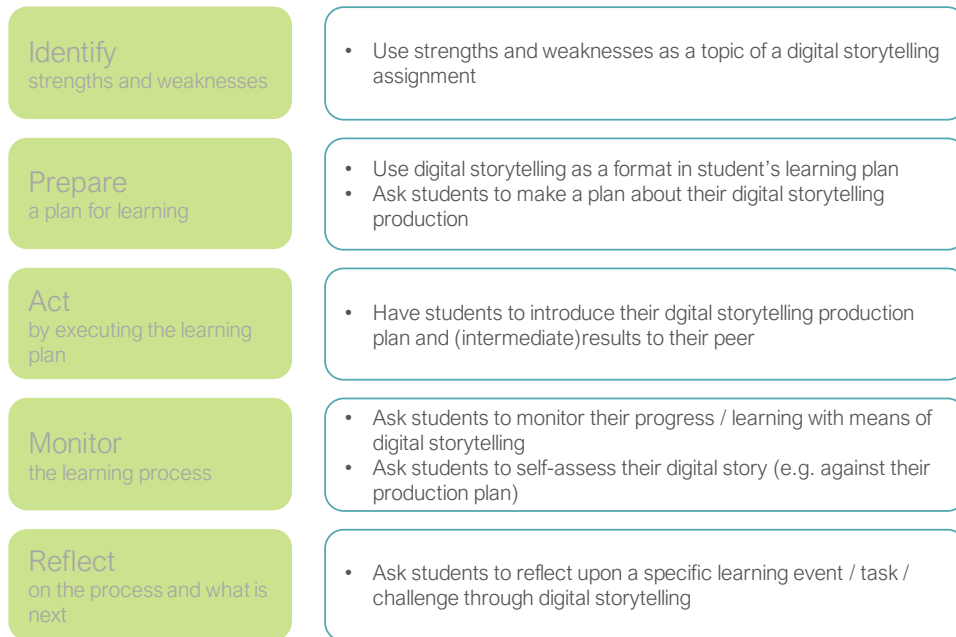 Identify
strengths and weaknesses
• Use strengths and weaknesses as a topic of a digital storytelling
assignment
Prepare
a plan for learning
• Use digital storytelling as a format in student's learning plan
• Ask students to make a plan about their digital storytelling
production
Act
by executing the learning
plan
• Have students to introduce their dgital storytelling production
plan and (intermediate)results to their peer
Monitor
the learning process
• Ask students to monitor their progress / learning with means of
digital storytelling
• Ask students to self-assess their digital story (e.g. against their
production plan)
Reflect
on the process and what is
next
• Ask students to reflect upon a specific learning event / task /
challenge through digital storytelling